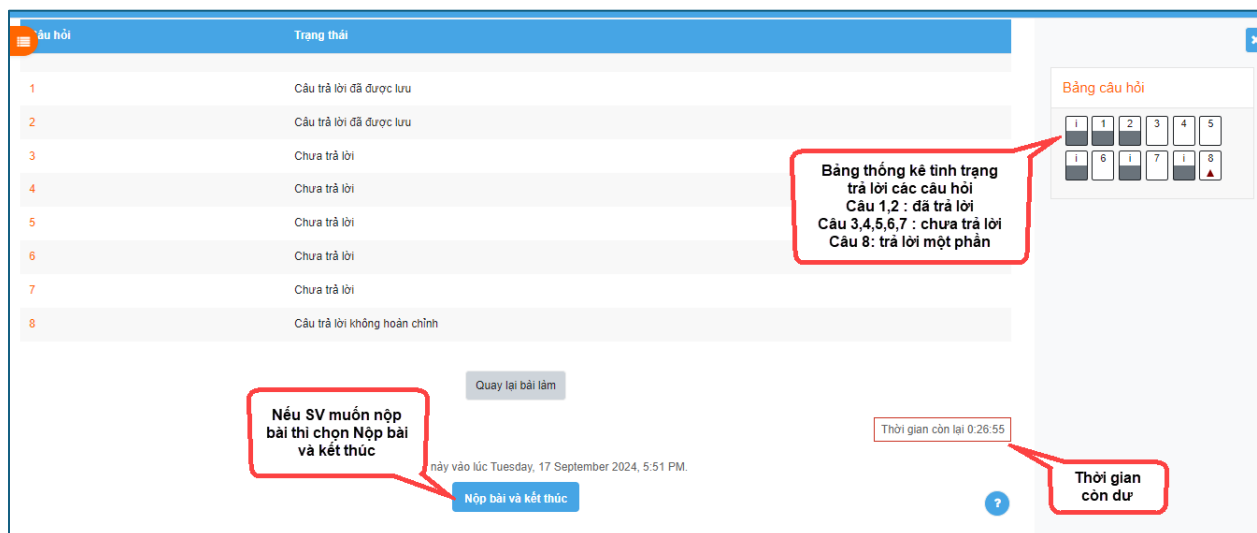 âu hỏi Trạng thái
1 Câu trả lời đã được lưu
2 Câu trả lời đã được lưu
3 Chưa trả lời
4 Chưa trả lời
5 Chưa trả lời
6 Chưa trả lời
7 Chưa trả lời
8 Câu trả lời không hoàn chỉnh
Quay lại bài làm
Thời gian còn lại 0:26:55
này vào lúc Tuesday, 17 September 2024, 5:51 PM.
Nộp bài và kết thúc
?
Nếu SV muốn nộp
bài thì chọn Nộp bài
và kết thúc
Thời gian
còn dư
Bảng thống kê tình trạng
trả lời các câu hỏi
Câu 1,2 : đã trả lời
Câu 3,4,5,6,7 : chưa trả lời
Câu 8: trả lời một phần
Bảng câu hỏi
i 1 2 3 4 5
i 6 i 7 i 8